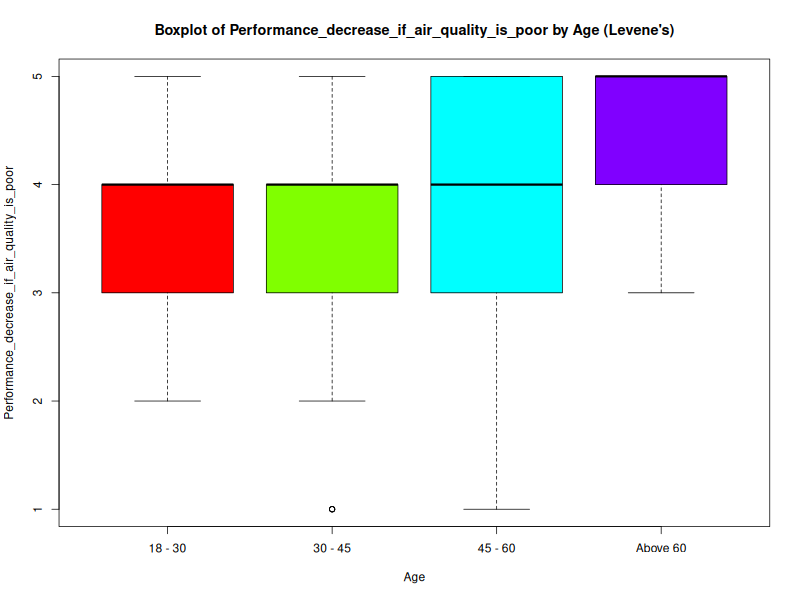 Boxplot of Performance_decrease_if_air_quality_is_poor by Age (Levene's)
Performance_decrease_if_air_quality_is_poor
5
4
3
2
1
18 - 30 30 - 45 45 - 60 Above 60
Age